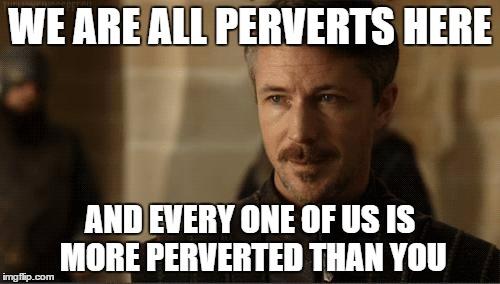 WE ARE ALL PERVERTS HERE
AND EVERY ONE OF US IS
MORE PERVERTED THAN YOU
imgflip.com